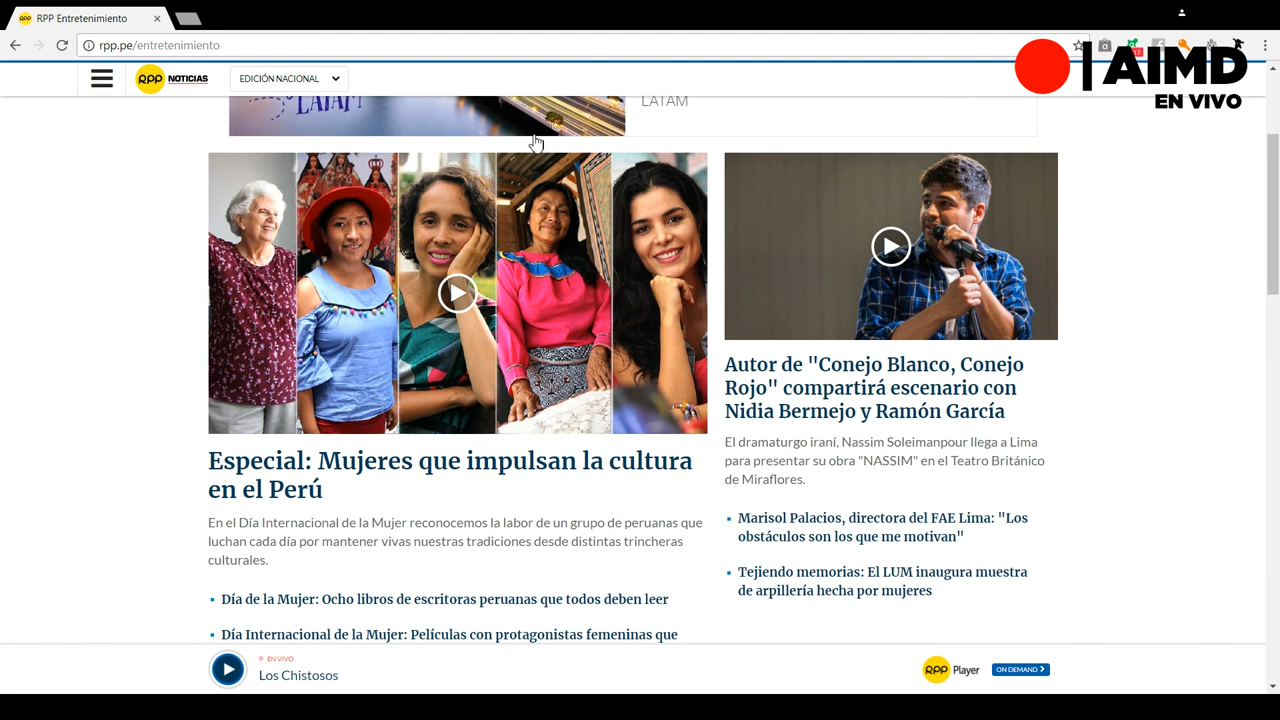 RPP Entretenimiento
rpp.pe/entretenimiento
17
| AIMD
EN VIVO
RPP NOTICIAS
EDICIÓN NACIONAL
LATAM
LATAM
Especial: Mujeres que impulsan la cultura
en el Perú
En el Día Internacional de la Mujer reconocemos la labor de un grupo de peruanas que
luchan cada día por mantener vivas nuestras tradiciones desde distintas trincheras
culturales.
Día de la Mujer: Ocho libros de escritoras peruanas que todos deben leer
Día Internacional de la Mujer: Películas con protagonistas femeninas que
Autor de "Conejo Blanco, Conejo
Rojo" compartirá escenario con
Nidia Bermejo y Ramón García
El dramaturgo iraní, Nassim Soleimanpour llega a Lima
para presentar su obra "NASSIM" en el Teatro Británico
de Miraflores.
Marisol Palacios, directora del FAE Lima: "Los
obstáculos son los que me motivan"
Tejiendo memorias: El LUM inaugura muestra
de arpillería hecha por mujeres
EN VIVO
Los Chistosos
RPP Player
ON DEMAND